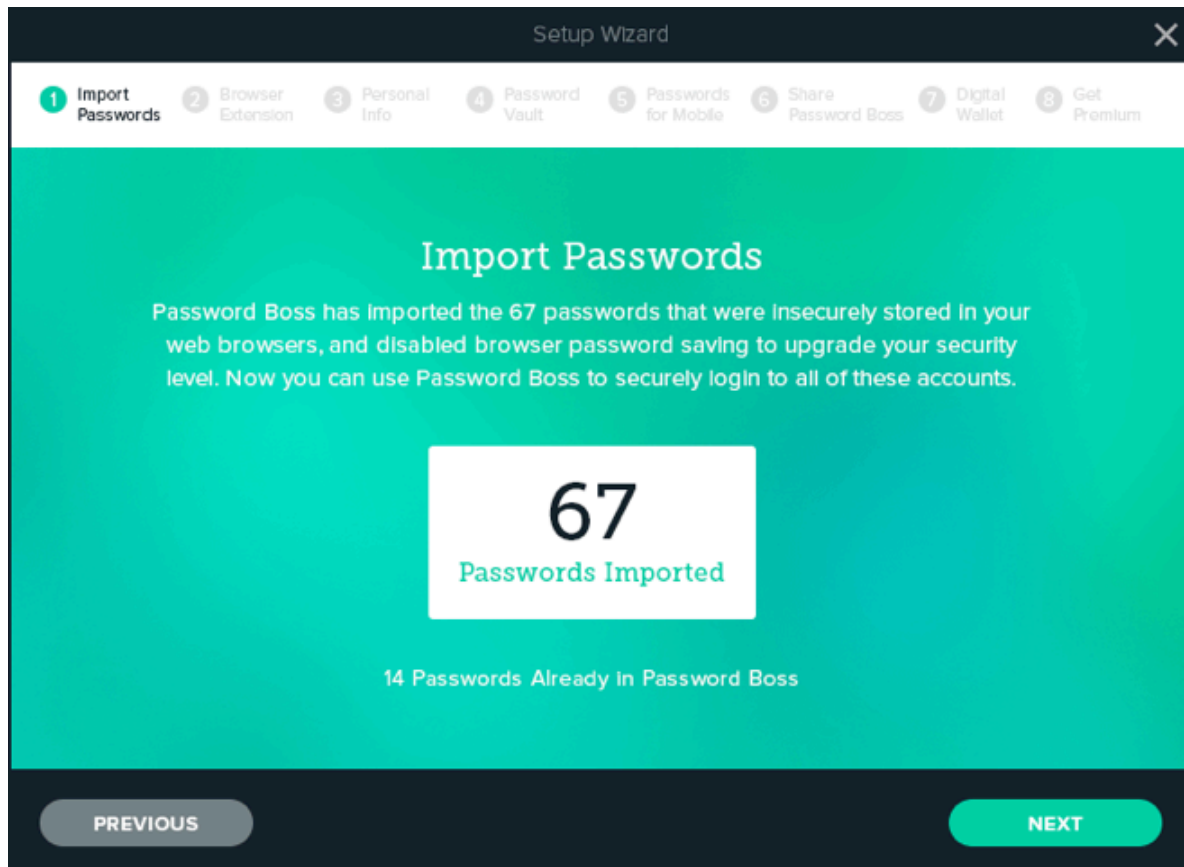 Setup Wizard
1 Import Passwords
2 Browser Extension
3 Personal Info
4 Password Vault
5 Passwords for Mobile
6 Share Password Boss
7 Digital Wallet
8 Get Premium
Import Passwords
Password Boss has imported the 67 passwords that were insecurely stored in your
web browsers, and disabled browser password saving to upgrade your security
level. Now you can use Password Boss to securely login to all of these accounts.
67
Passwords Imported
14 Passwords Already in Password Boss
PREVIOUS
NEXT